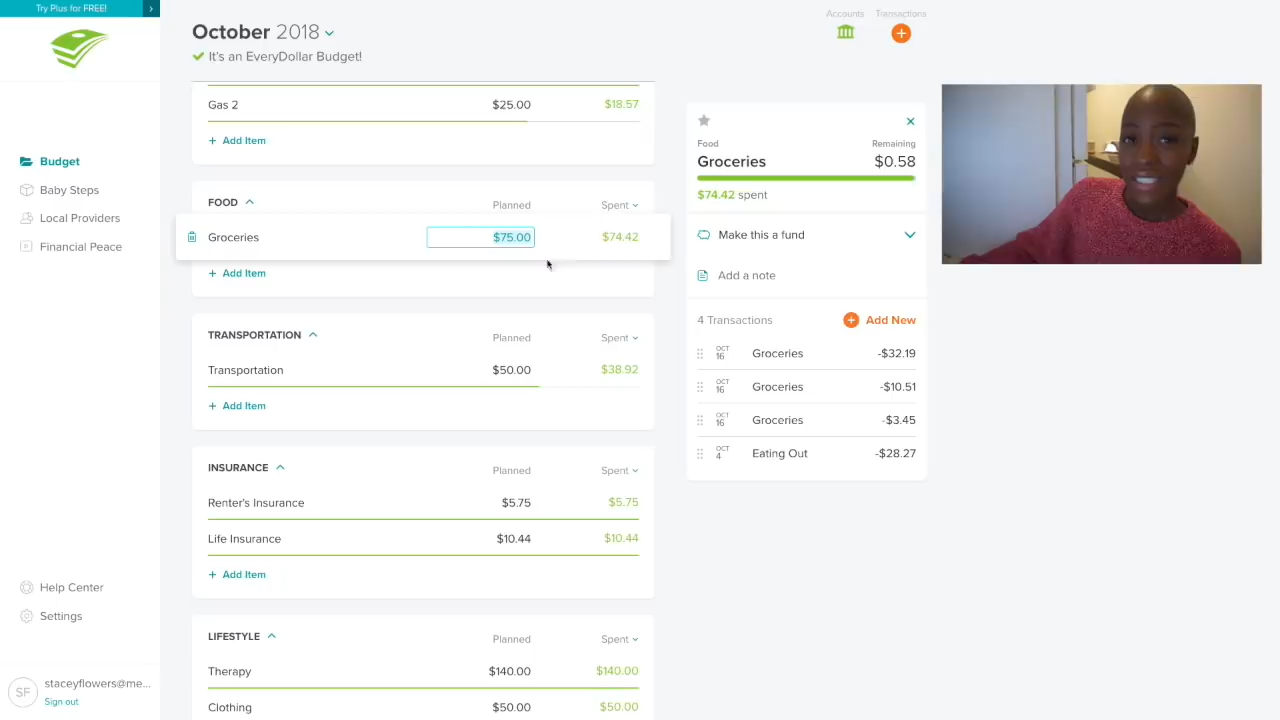 Try Plus for FREE!
Budget
Baby Steps
Local Providers
Financial Peace
Help Center
Settings
SF
staceyflowers@me...
Sign out
October 2018
It's an EveryDollar Budget!
Accounts
Transactions
Gas 2 $25.00 $18.57
+ Add Item
FOOD Planned Spent
Groceries $75.00 $74.42
+ Add Item
TRANSPORTATION Planned Spent
Transportation $50.00 $38.92
+ Add Item
INSURANCE Planned Spent
Renter's Insurance $5.75 $5.75
Life Insurance $10.44 $10.44
+ Add Item
LIFESTYLE Planned Spent
Therapy $140.00 $140.00
Clothing $50.00 $50.00
Food Remaining
Groceries $0.58
$74.42 spent
Make this a fund
Add a note
4 Transactions Add New
OCT 16 Groceries -$32.19
OCT 16 Groceries -$10.51
OCT 16 Groceries -$3.45
OCT 4 Eating Out -$28.27